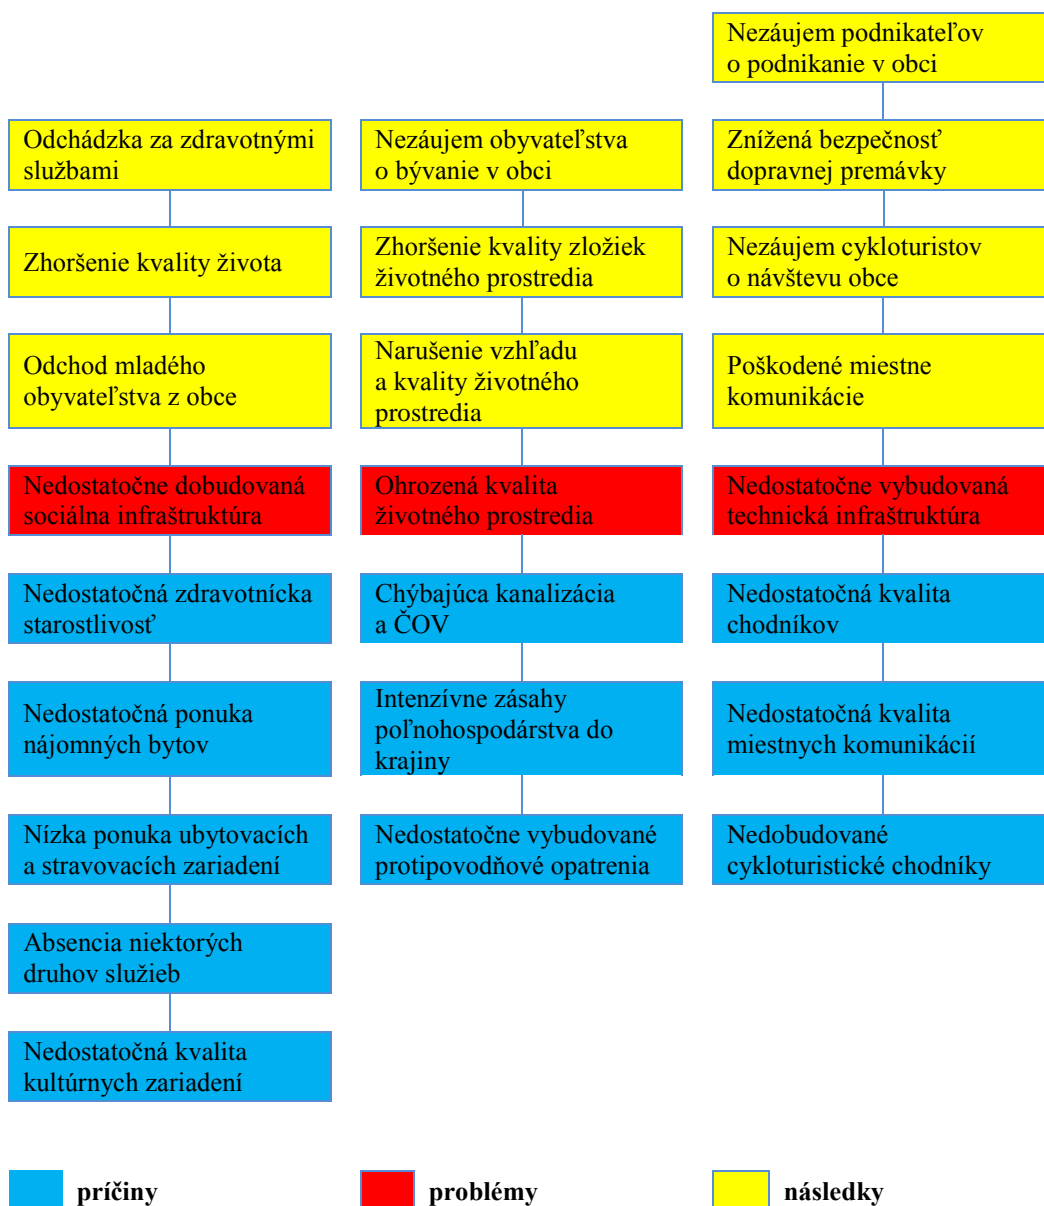 Nezáujem podnikateľov
o podnikanie v obci
Odchádzka za zdravotnými
službami
Nezáujem obyvateľstva
o bývanie v obci
Znížená bezpečnosť
dopravnej premávky
Zhoršenie kvality života
Zhoršenie kvality zložiek
životného prostredia
Nezáujem cykloturistov
o návštevu obce
Odchod mladého
obyvateľstva z obce
Narušenie vzhľadu
a kvality životného
prostredia
Poškodené miestne
komunikácie
Nedostatočne dobudovaná
sociálna infraštruktúra
Ohrozená kvalita
životného prostredia
Nedostatočne vybudovaná
technická infraštruktúra
Nedostatočná zdravotnícka
starostlivosť
Chýbajúca kanalizácia
a ČOV
Nedostatočná kvalita
chodníkov
Nedostatočná ponuka
nájomných bytov
Intenzívne zásahy
poľnohospodárstva do
krajiny
Nedostatočná kvalita
miestnych komunikácií
Nízka ponuka ubytovacích
a stravovacích zariadení
Nedostatočne vybudované
protipovodňové opatrenia
Nedobudované
cykloturistické chodníky
Absencia niektorých
druhov služieb
Nedostatočná kvalita
kultúrnych zariadení
príčiny
problémy
následky